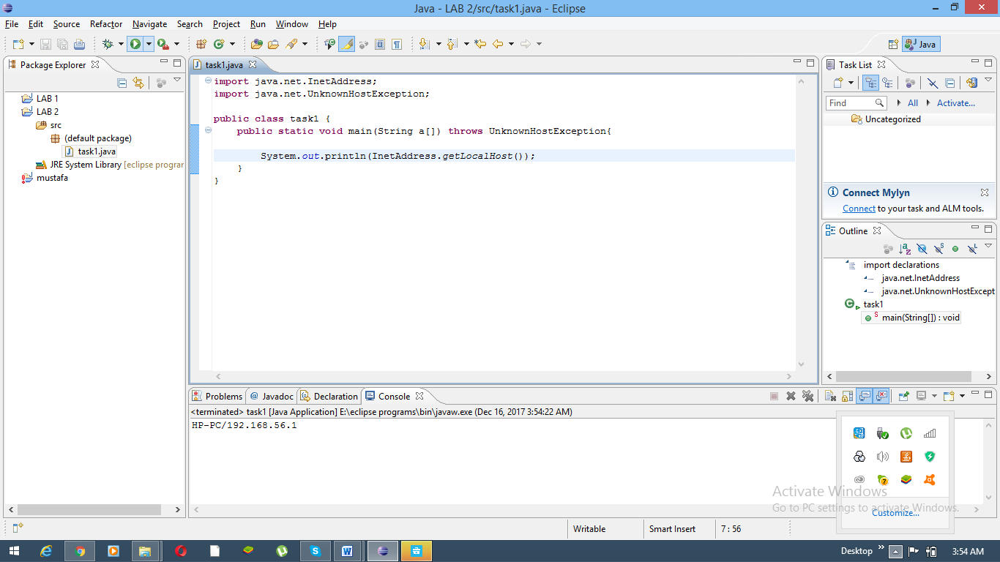 Java - LAB 2/src/task1.java - Eclipse
File Edit Source Refactor Navigate Search Project Run Window Help
Java
Package Explorer
LAB 1
LAB 2
src
(default package)
task1.java
JRE System Library [eclipse prograr
mustafa
task1.java
import java.net.InetAddress;
import java.net.UnknownHostException;
public class task1 {
public static void main(String a[]) throws UnknownHostException{
System.out.println(InetAddress.getLocalHost());
}
}
Task List
Find All Activate...
Uncategorized
Connect Mylyn
Connect to your task and ALM tools.
Outline
import declarations
java.net.InetAddress
java.net.UnknownHostExcept
task1
main(String[]) : void
Problems @ Javadoc Declaration Console
<terminated> task1 [Java Application] E:\eclipse programs\bin\javaw.exe (Dec 16, 2017 3:54:22 AM)
HP-PC/192.168.56.1
Activate Windows
Go to PC settings to activate Windows.
Customize...
Writable Smart Insert 7 : 56
Desktop 3:54 AM